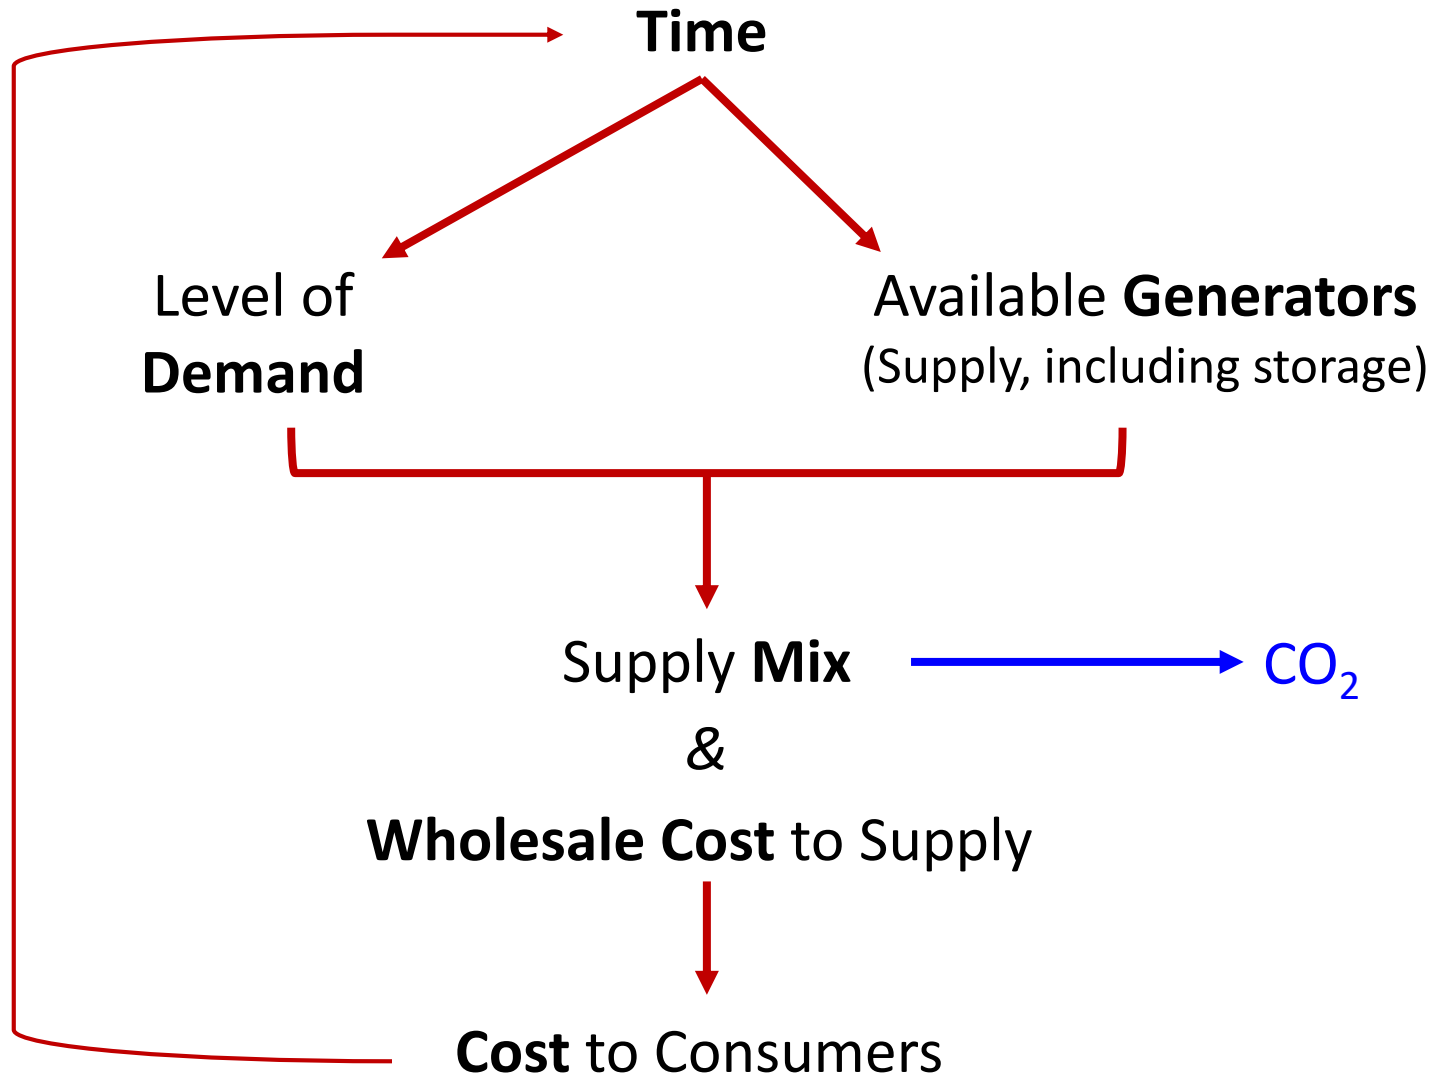 Time
Level of
Demand
Available Generators
(Supply, including storage)
Supply Mix
CO₂
&
Wholesale Cost to Supply
Cost to Consumers